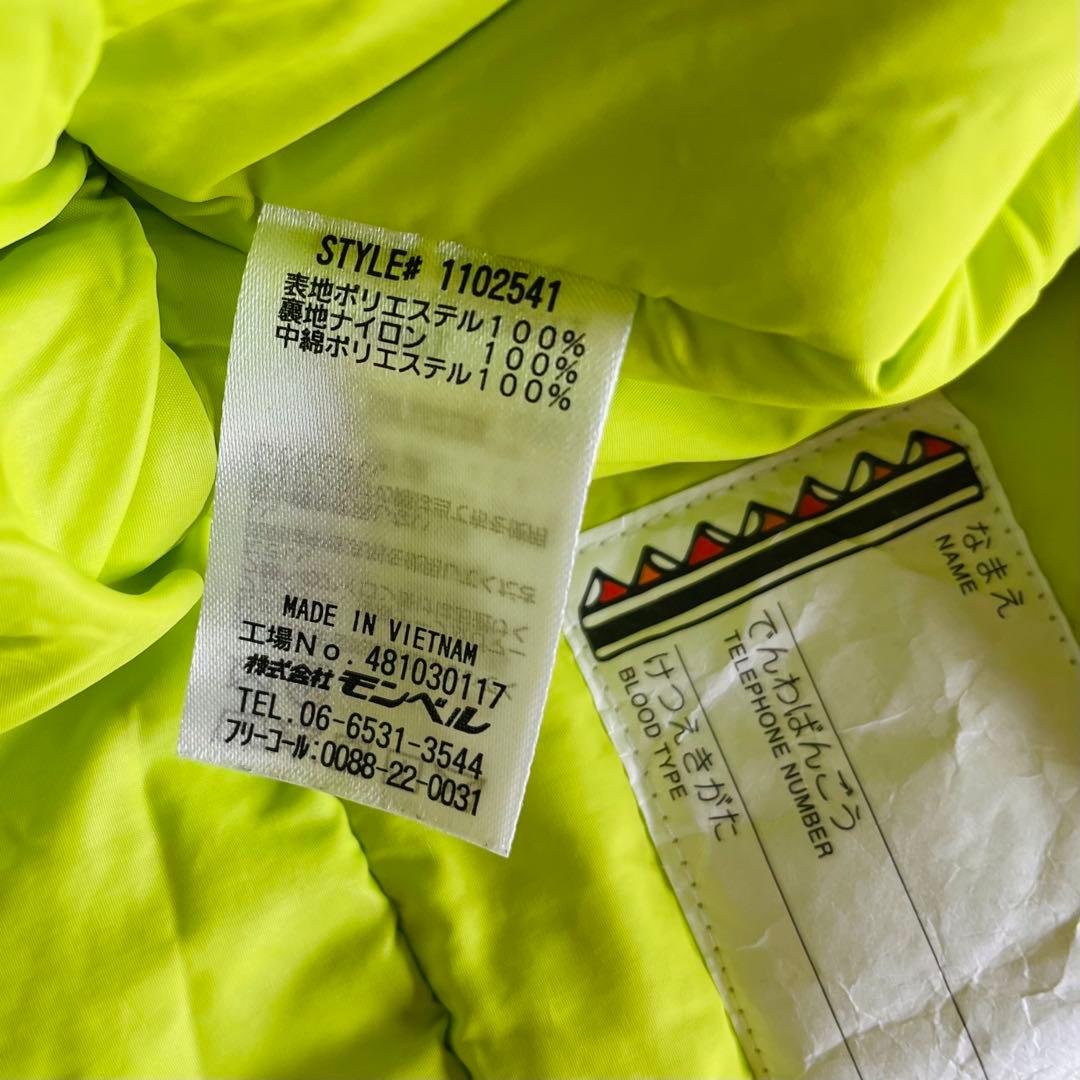 STYLE# 1102541
表地ポリエステル100%
裏地ナイロン 100%
中綿ポリエステル100%
MADE IN VIETNAM
工場No. 481030117
株式会社 モンベル
TEL.06-6531-3544
フリーコール:0088-22-0031
なまえ
NAME
でんわばんごう
TELEPHONE NUMBER
けつえきがた
BLOOD TYPE